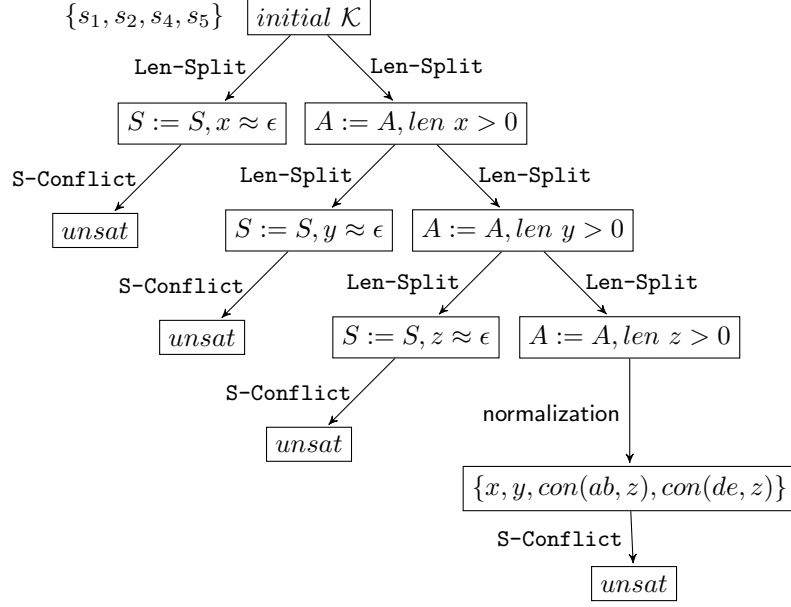 {s₁, s₂, s₄, s₅} initial 𝒦
Len-Split Len-Split
S := S, x ≈ ϵ A := A, len x > 0
S-Conflict Len-Split Len-Split
unsat S := S, y ≈ ϵ A := A, len y > 0
S-Conflict Len-Split Len-Split
unsat S := S, z ≈ ϵ A := A, len z > 0
S-Conflict
normalization
unsat
{x, y, con(ab, z), con(de, z)}
S-Conflict
unsat